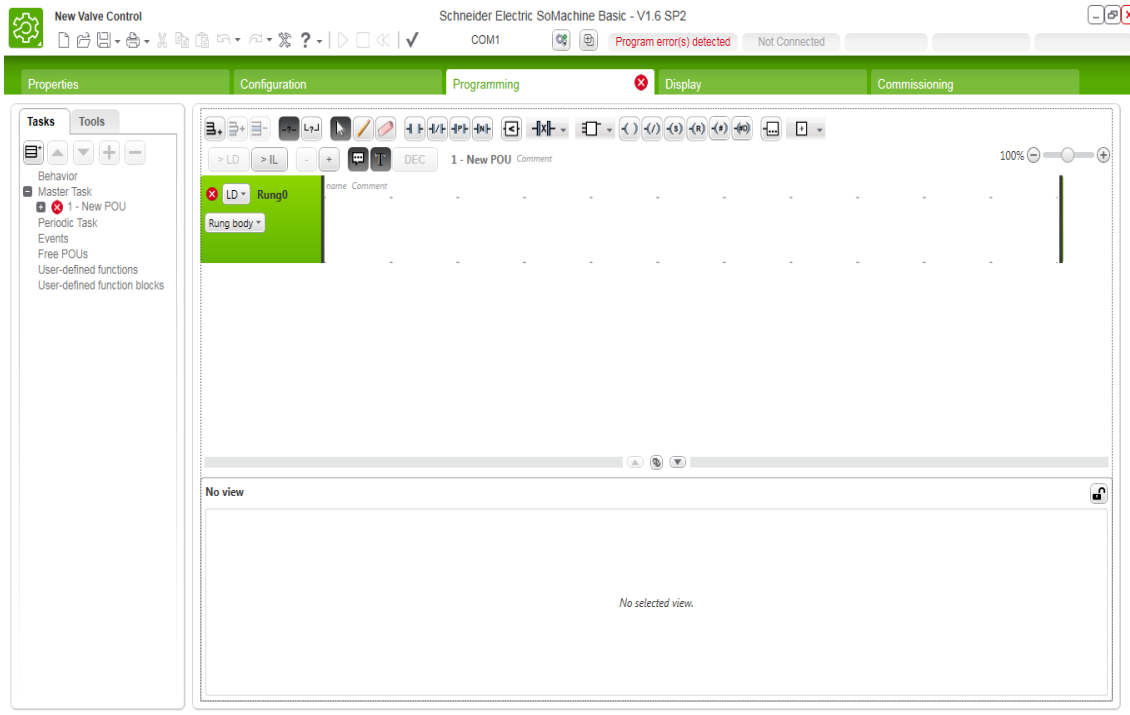 New Valve Control
Schneider Electric SoMachine Basic - V1.6 SP2
COM1
Program error(s) detected
Not Connected
Properties
Configuration
Programming
Display
Commissioning
Tasks
Tools
Behavior
Master Task
1 - New POU
Periodic Task
Events
Free POUs
User-defined functions
User-defined function blocks
> LD
> IL
-
+
T
DEC
1 - New POU
Comment
100%
LD
Rung0
name Comment
Rung body
No view
No selected view.